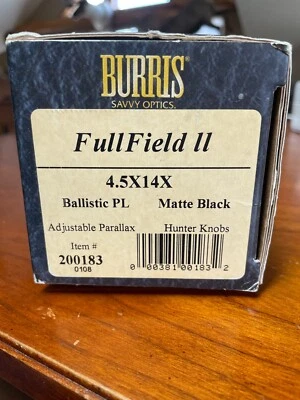 BURRIS
SAVVY OPTICS.
FullField II
4.5X14X
Ballistic PL Matte Black
Adjustable Parallax Hunter Knobs
Item #
200183
0108
0 00381 00183 2